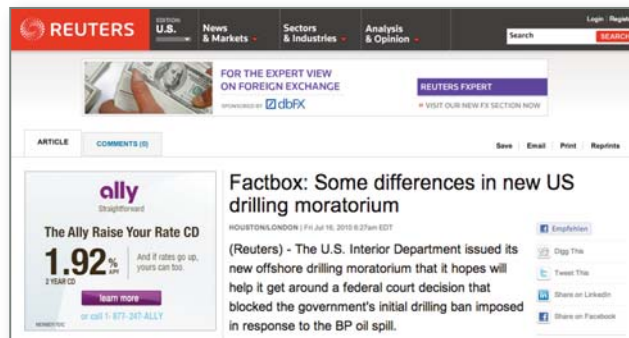 REUTERS
EDITION
U.S.
News
& Markets
Sectors
& Industries
Analysis
& Opinion
Login
Search
SEARCH
FOR THE EXPERT VIEW
ON FOREIGN EXCHANGE
SPONSORED BY dbFX
REUTERS FXPERT
» VISIT OUR NEW FX SECTION NOW
ARTICLE
COMMENTS (0)
Save Email Print Reprints
ally
Straightforward
The Ally Raise Your Rate CD
1.92% APY
2 YEAR CD
And if rates go up,
yours can too.
learn more
or call 1-877-247-ALLY
MEMBER FDIC
Factbox: Some differences in new US
drilling moratorium
HOUSTON/LONDON | Fri Jul 16, 2010 6:27am EDT
(Reuters) - The U.S. Interior Department issued its
new offshore drilling moratorium that it hopes will
help it get around a federal court decision that
blocked the government's initial drilling ban imposed
in response to the BP oil spill.
Empfehlen
Digg This
Tweet This
Share on LinkedIn
Share on Facebook